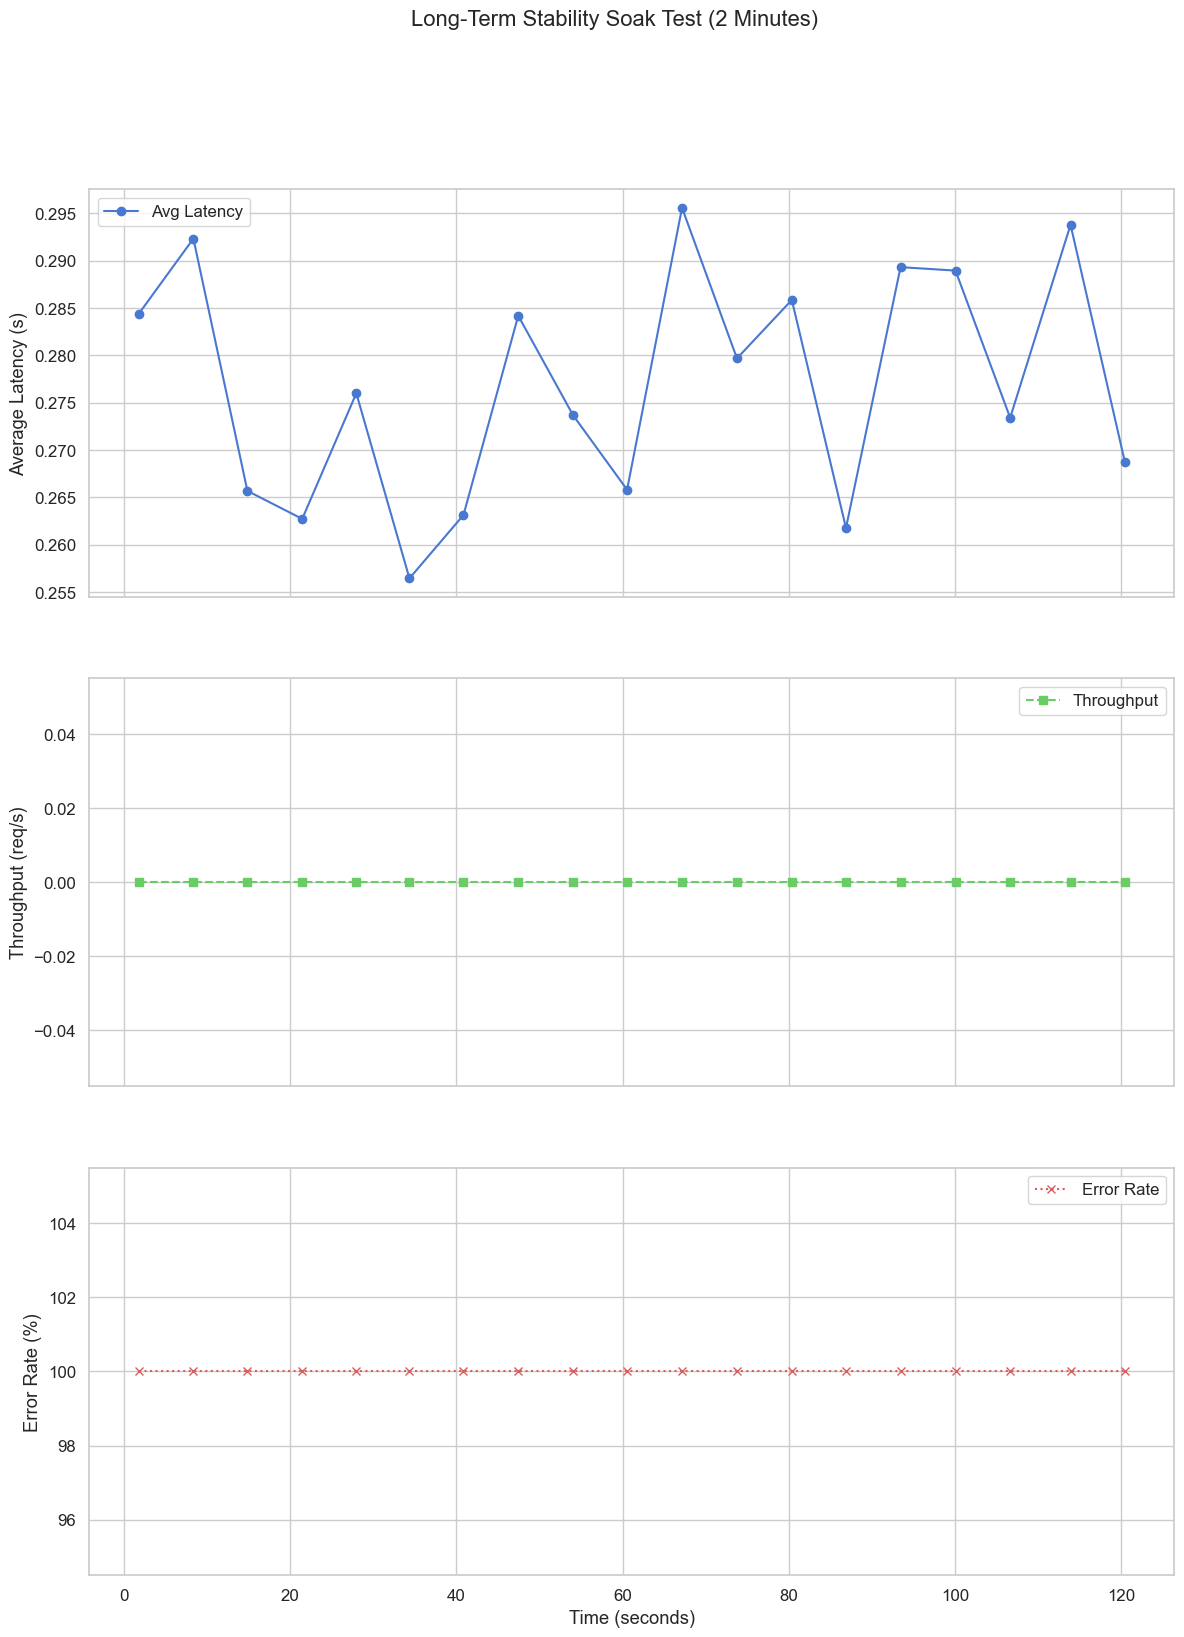 Long-Term Stability Soak Test (2 Minutes)
Avg Latency
Average Latency (s)
0.295
0.290
0.285
0.280
0.275
0.270
0.265
0.260
0.255
Throughput
Throughput (req/s)
0.04
0.02
0.00
−0.02
−0.04
Error Rate
Error Rate (%)
104
102
100
98
96
0 20 40 60 80 100 120
Time (seconds)